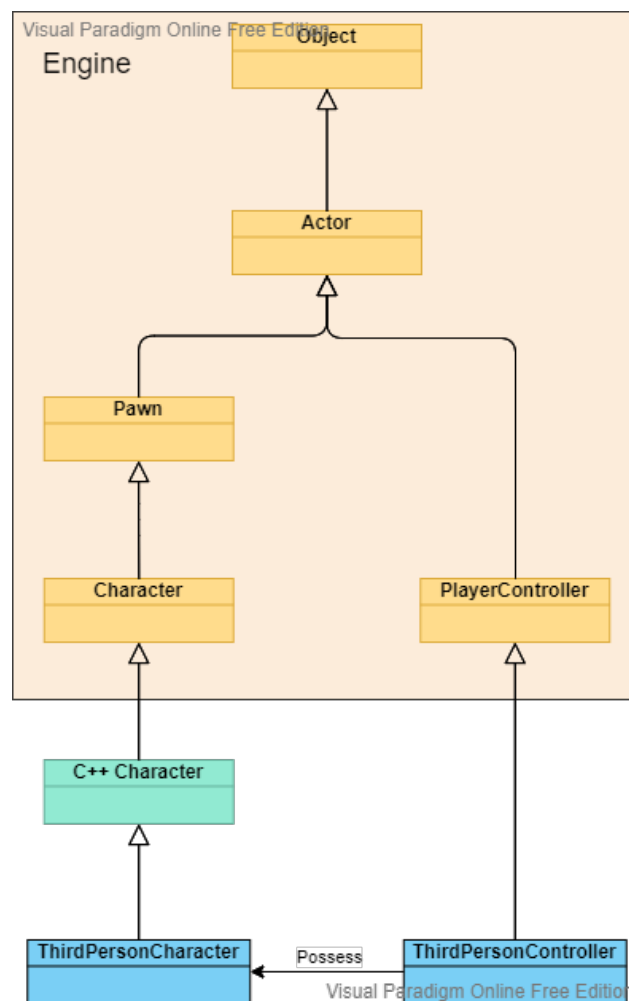 Visual Paradigm Online Free Edition
Object
Engine
Actor
Pawn
Character
PlayerController
C++ Character
ThirdPersonCharacter
Possess
ThirdPersonController
Visual Paradigm Online Free Edition